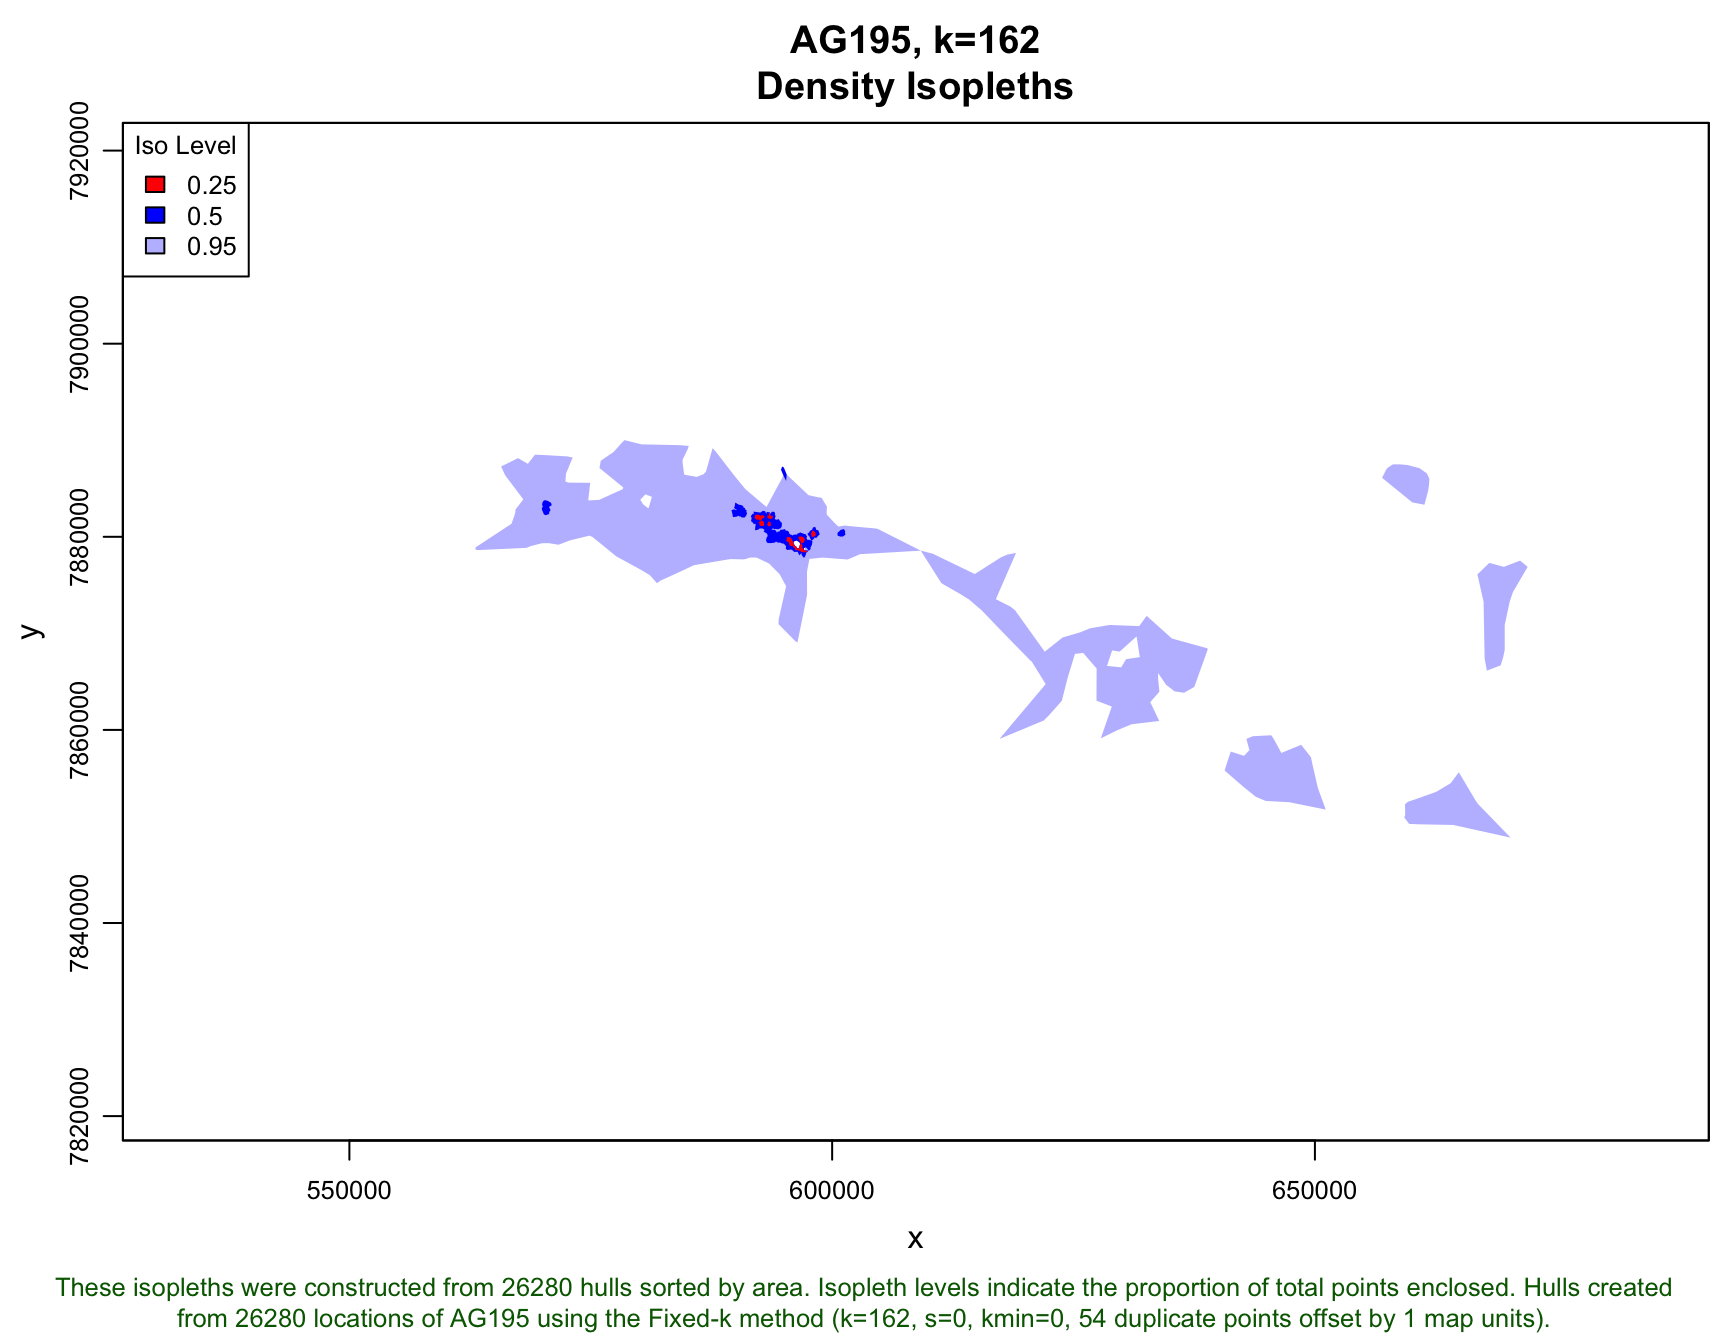 AG195, k=162
Density Isopleths
Iso Level
0.25
0.5
0.95
7920000
7900000
7880000
7860000
7840000
7820000
y
550000
600000
650000
x
These isopleths were constructed from 26280 hulls sorted by area. Isopleth levels indicate the proportion of total points enclosed. Hulls created
from 26280 locations of AG195 using the Fixed-k method (k=162, s=0, kmin=0, 54 duplicate points offset by 1 map units).